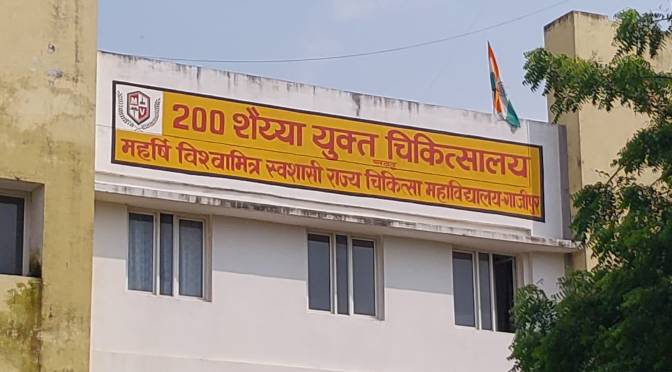 200 शैय्या युक्त चिकित्सालय
महर्षि विश्वामित्र स्वशासी राज्य चिकित्सा महाविद्यालय-गाजीपुर